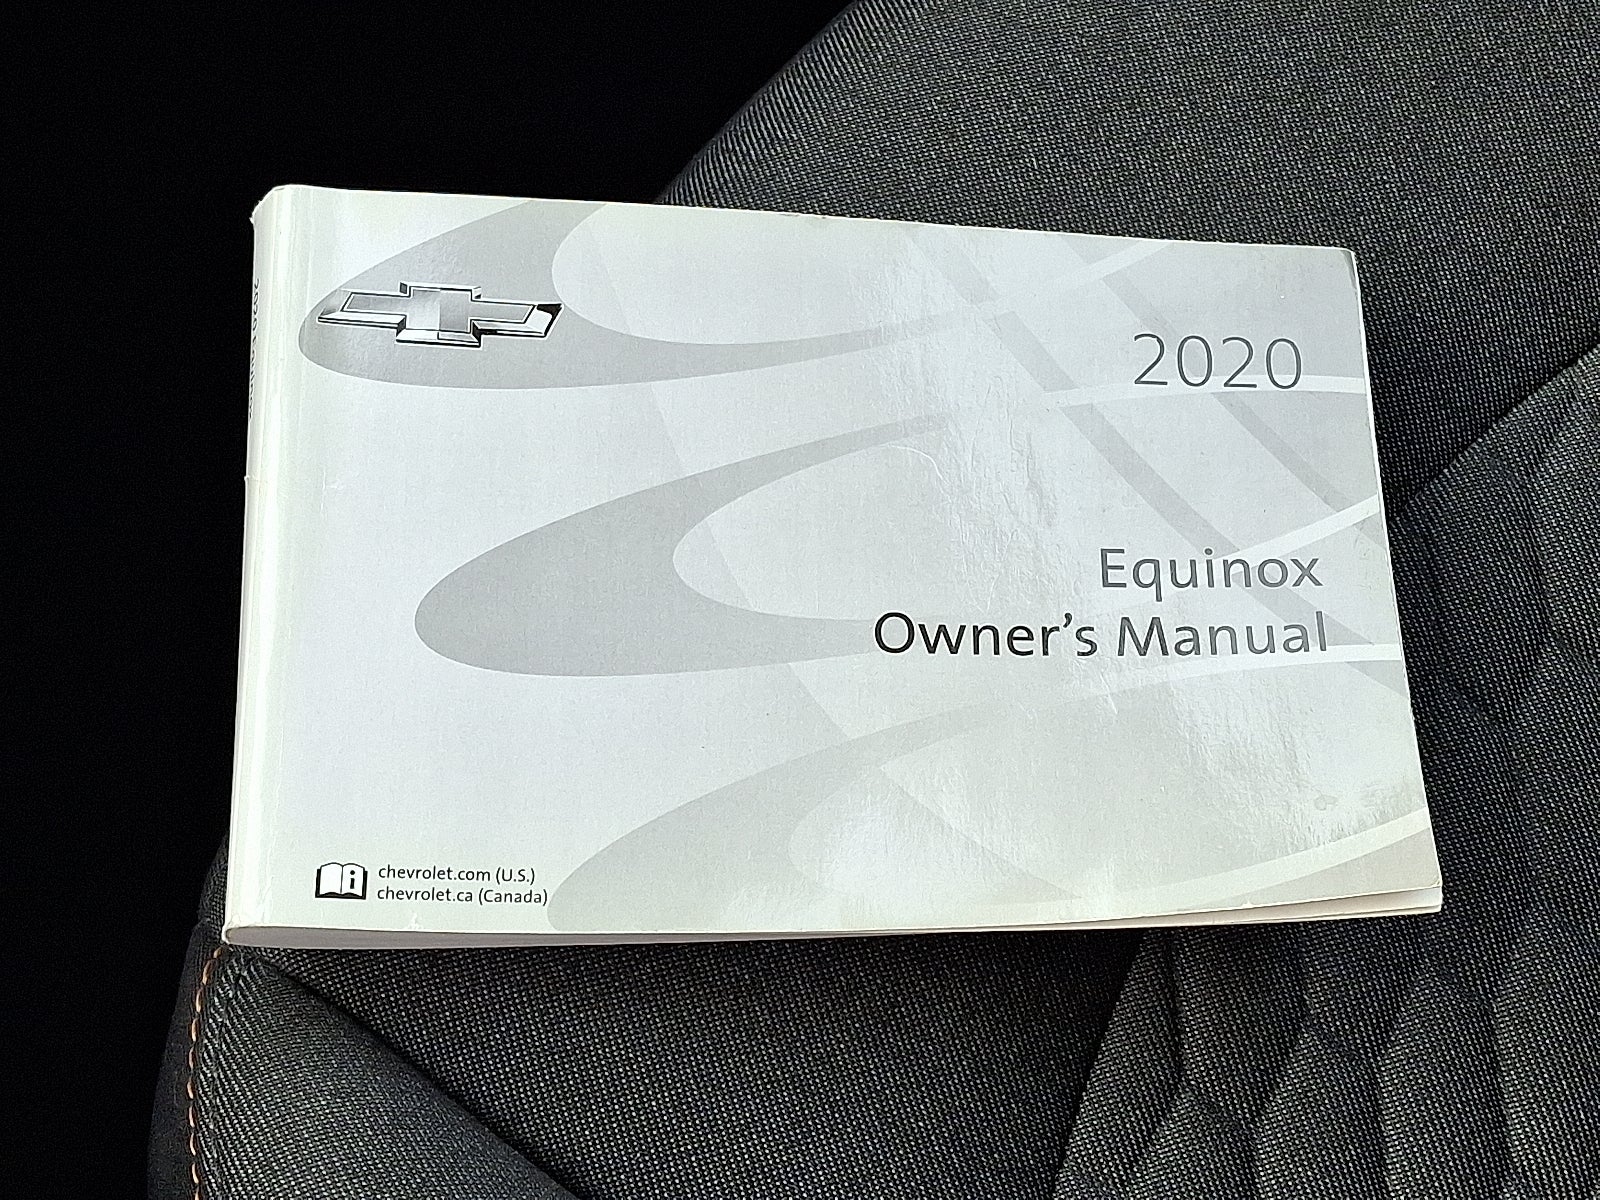 2020
Equinox
Owner's Manual
chevrolet.com (U.S.)
chevrolet.ca (Canada)